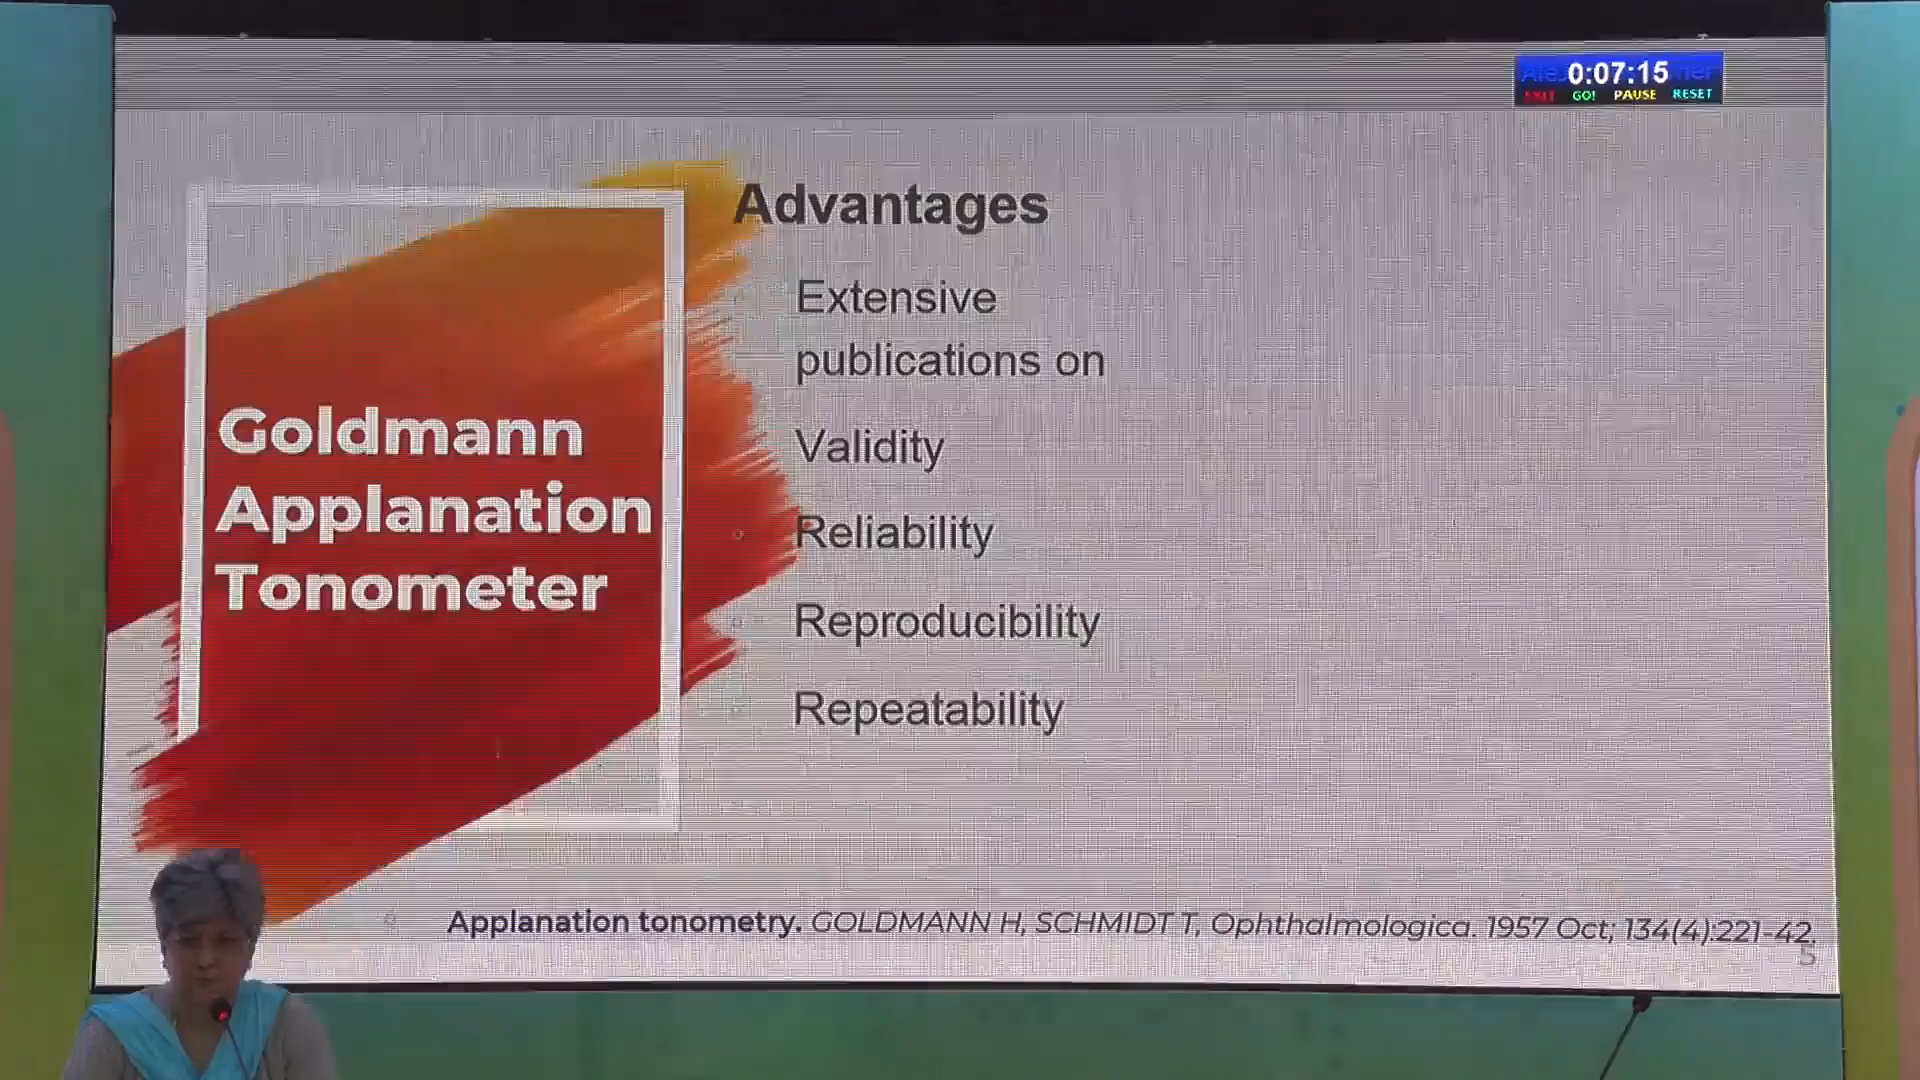 0:07:15
EXIT GO! PAUSE RESET
Goldmann
Applanation
Tonometer
Advantages
Extensive
publications on
Validity
Reliability
Reproducibility
Repeatability
Applanation tonometry. GOLDMANN H, SCHMIDT T, Ophthalmologica. 1957 Oct; 134(4):221-42.
5